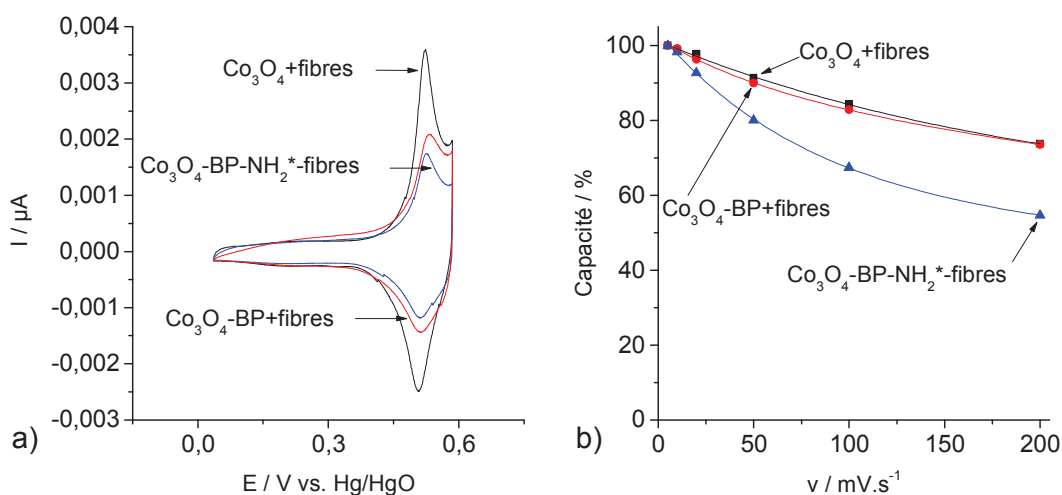 0,004
0,003
0,002
0,001
0,000
-0,001
-0,002
-0,003
I / µA
Co₃O₄+fibres
Co₃O₄-BP-NH₂*-fibres
Co₃O₄-BP+fibres
0,0 0,3 0,6
E / V vs. Hg/HgO
a)
100
80
60
40
20
0
Capacité / %
Co₃O₄+fibres
Co₃O₄-BP+fibres
Co₃O₄-BP-NH₂*-fibres
0 50 100 150 200
v / mV.s⁻¹
b)